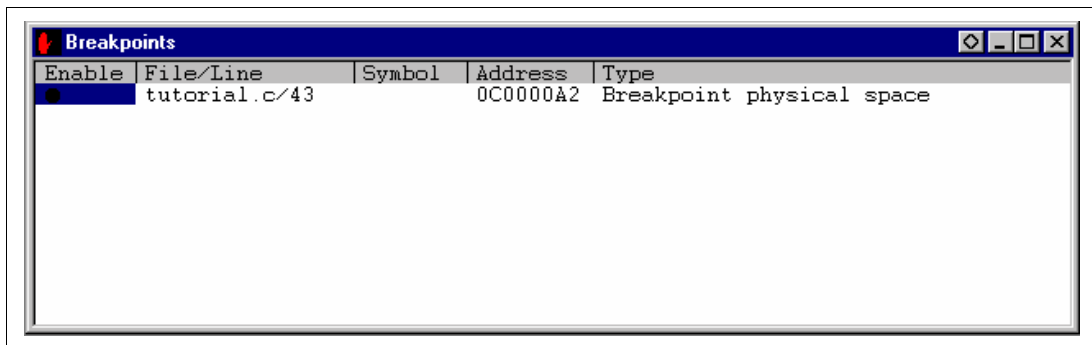 Breakpoints
Enable File/Line Symbol Address Type
tutorial.c/43 0C0000A2 Breakpoint physical space